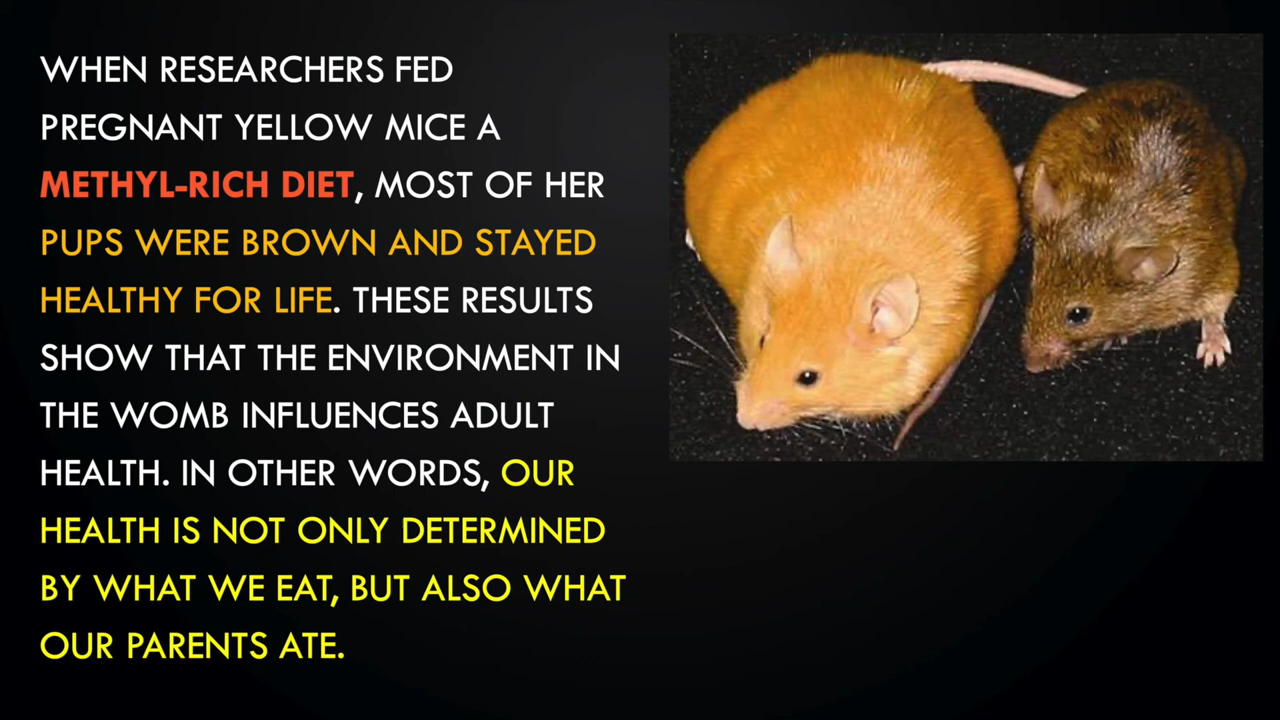 WHEN RESEARCHERS FED
PREGNANT YELLOW MICE A
METHYL-RICH DIET, MOST OF HER
PUPS WERE BROWN AND STAYED
HEALTHY FOR LIFE. THESE RESULTS
SHOW THAT THE ENVIRONMENT IN
THE WOMB INFLUENCES ADULT
HEALTH. IN OTHER WORDS, OUR
HEALTH IS NOT ONLY DETERMINED
BY WHAT WE EAT, BUT ALSO WHAT
OUR PARENTS ATE.